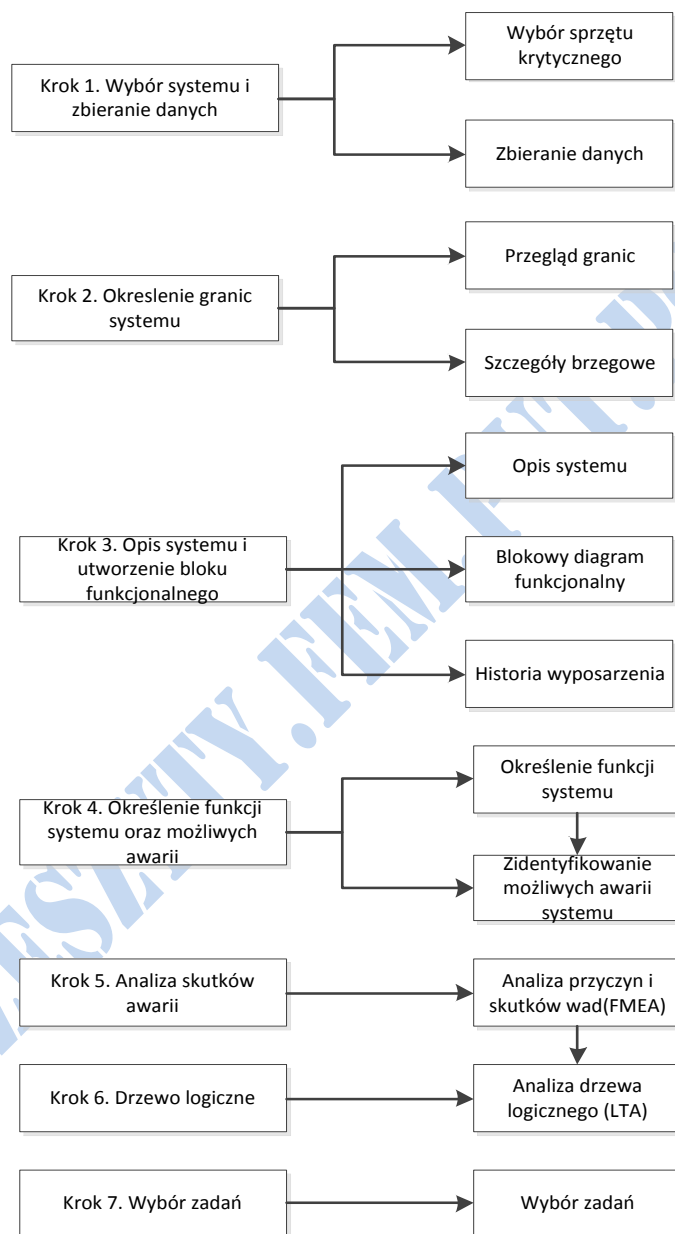 Krok 1. Wybór systemu i
zbieranie danych
Wybór sprzętu
krytycznego
Zbieranie danych
Krok 2. Okreslenie granic
systemu
Przegląd granic
Szczegóły brzegowe
Krok 3. Opis systemu i
utworzenie bloku
funkcjonalnego
Opis systemu
Blokowy diagram
funkcjonalny
Historia wyposarzenia
Krok 4. Określenie funkcji
systemu oraz możliwych
awarii
Określenie funkcji
systemu
Zidentyfikowanie
możliwych awarii
systemu
Krok 5. Analiza skutków
awarii
Analiza przyczyn i
skutków wad(FMEA)
Krok 6. Drzewo logiczne
Analiza drzewa
logicznego (LTA)
Krok 7. Wybór zadań
Wybór zadań